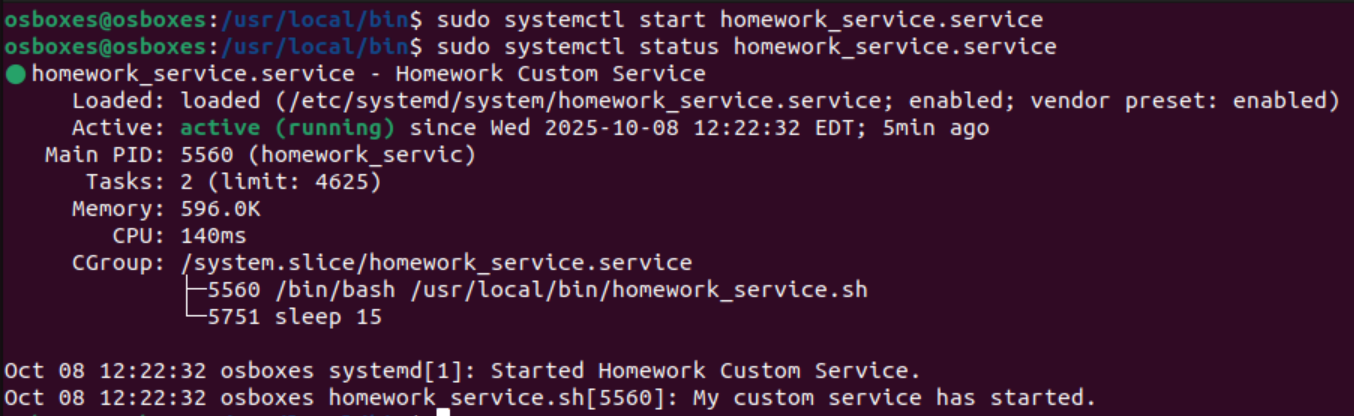 osboxes@osboxes:/usr/local/bin$ sudo systemctl start homework_service.service
osboxes@osboxes:/usr/local/bin$ sudo systemctl status homework_service.service
● homework_service.service - Homework Custom Service
Loaded: loaded (/etc/systemd/system/homework_service.service; enabled; vendor preset: enabled)
Active: active (running) since Wed 2025-10-08 12:22:32 EDT; 5min ago
Main PID: 5560 (homework_servic)
Tasks: 2 (limit: 4625)
Memory: 596.0K
CPU: 140ms
CGroup: /system.slice/homework_service.service
├─5560 /bin/bash /usr/local/bin/homework_service.sh
└─5751 sleep 15
Oct 08 12:22:32 osboxes systemd[1]: Started Homework Custom Service.
Oct 08 12:22:32 osboxes homework_service.sh[5560]: My custom service has started.